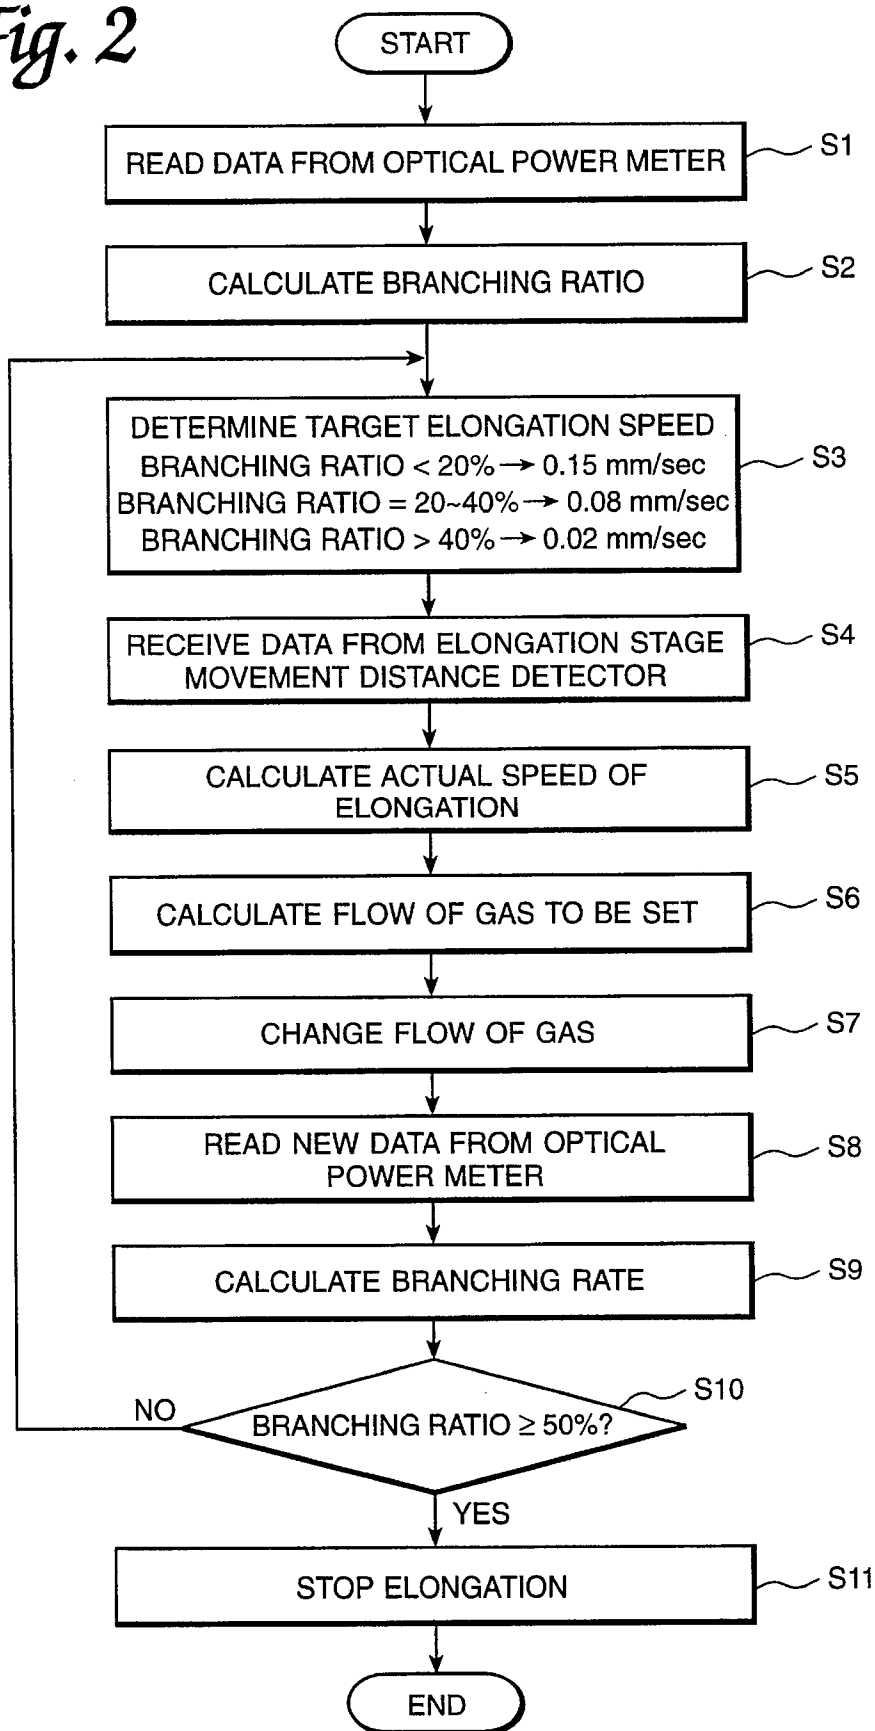 Fig. 2
START
READ DATA FROM OPTICAL POWER METER
S1
CALCULATE BRANCHING RATIO
S2
DETERMINE TARGET ELONGATION SPEED
BRANCHING RATIO < 20% → 0.15 mm/sec
BRANCHING RATIO = 20~40% → 0.08 mm/sec
BRANCHING RATIO > 40% → 0.02 mm/sec
S3
RECEIVE DATA FROM ELONGATION STAGE
MOVEMENT DISTANCE DETECTOR
S4
CALCULATE ACTUAL SPEED OF
ELONGATION
S5
CALCULATE FLOW OF GAS TO BE SET
S6
CHANGE FLOW OF GAS
S7
READ NEW DATA FROM OPTICAL
POWER METER
S8
CALCULATE BRANCHING RATE
S9
BRANCHING RATIO ≥ 50%?
S10
NO
YES
STOP ELONGATION
S11
END